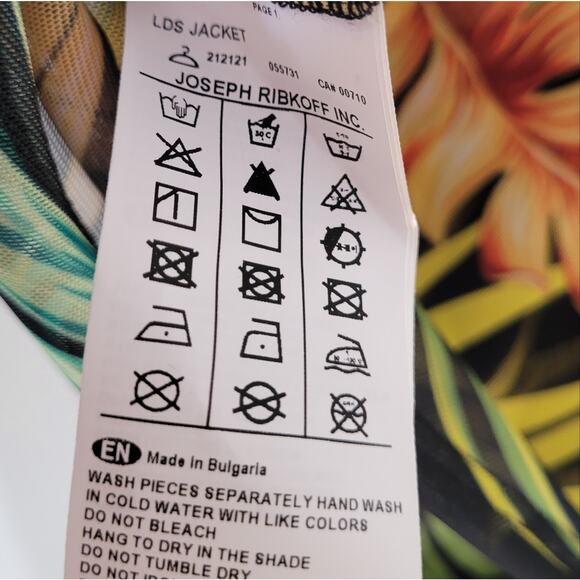 PAGE 1
LDS JACKET
212121 055731 CA# 00710
JOSEPH RIBKOFF INC.
30 C
EN Made In Bulgaria
WASH PIECES SEPARATELY HAND WASH
IN COLD WATER WITH LIKE COLORS
DO NOT BLEACH
HANG TO DRY IN THE SHADE
DO NOT TUMBLE DRY
DO NOT